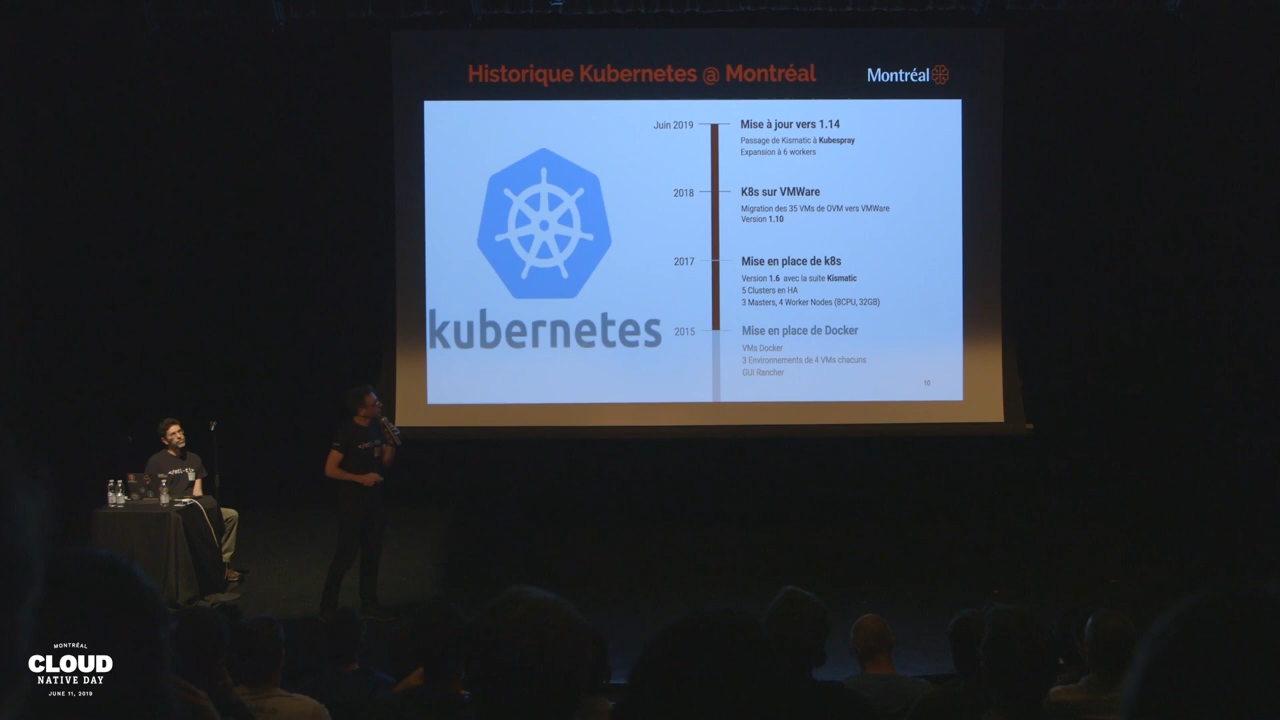 Historique Kubernetes @ Montréal
Montréal
Juin 2019
Mise à jour vers 1.14
Passage de Kismatic à Kubespray
Expansion à 6 workers
2018
K8s sur VMWare
Migration des 35 VMs de OVM vers VMWare
Version 1.10
2017
Mise en place de k8s
Version 1.6 avec la suite Kismatic
5 Clusters en HA
3 Masters, 4 Worker Nodes (8CPU, 32GB)
kubernetes
2015
Mise en place de Docker
VMs Docker
3 Environnements de 4 VMs chacuns
GUI Rancher
10
MONTRÉAL
CLOUD
NATIVE DAY
JUNE 11, 2019